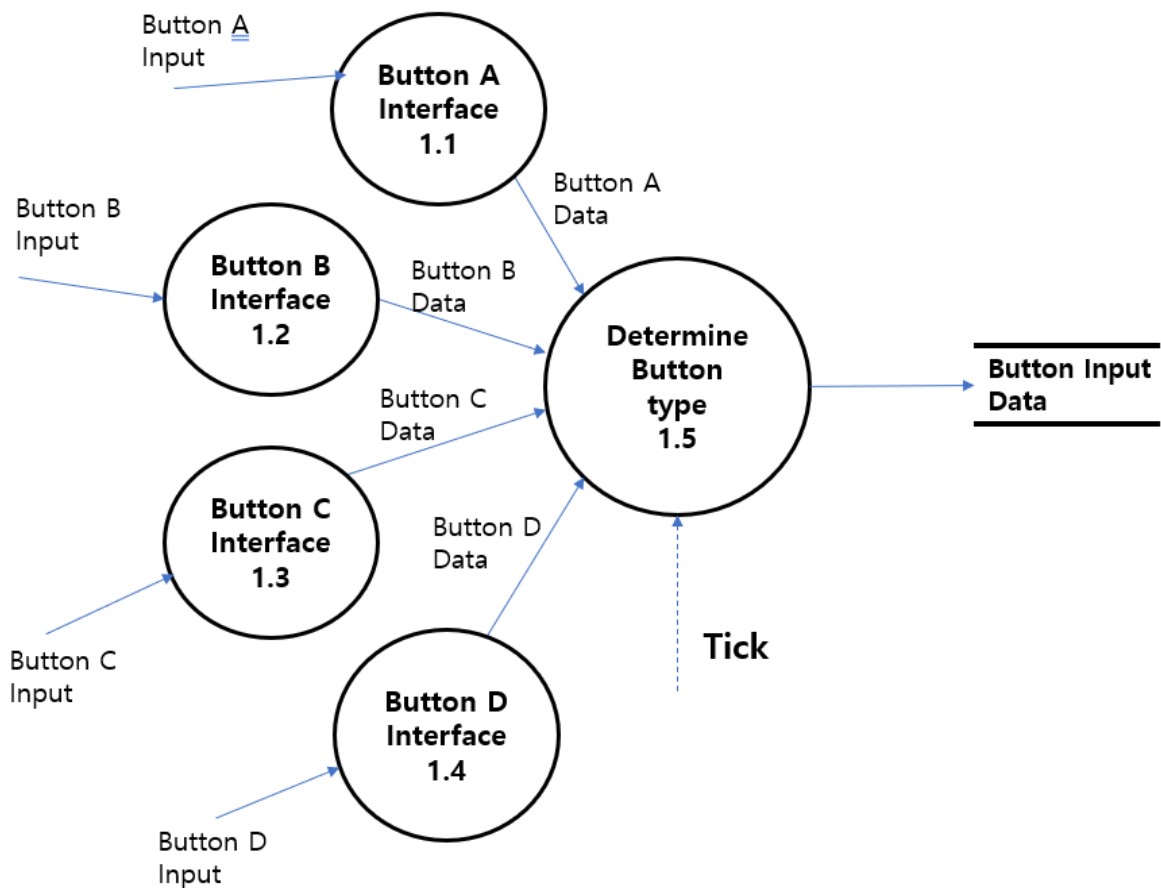 Button A
Input
Button A
Interface
1.1
Button A
Data
Button B
Input
Button B
Interface
1.2
Button B
Data
Determine
Button
type
1.5
Button Input
Data
Button C
Data
Button C
Interface
1.3
Button D
Data
Button C
Input
Tick
Button D
Interface
1.4
Button D
Input